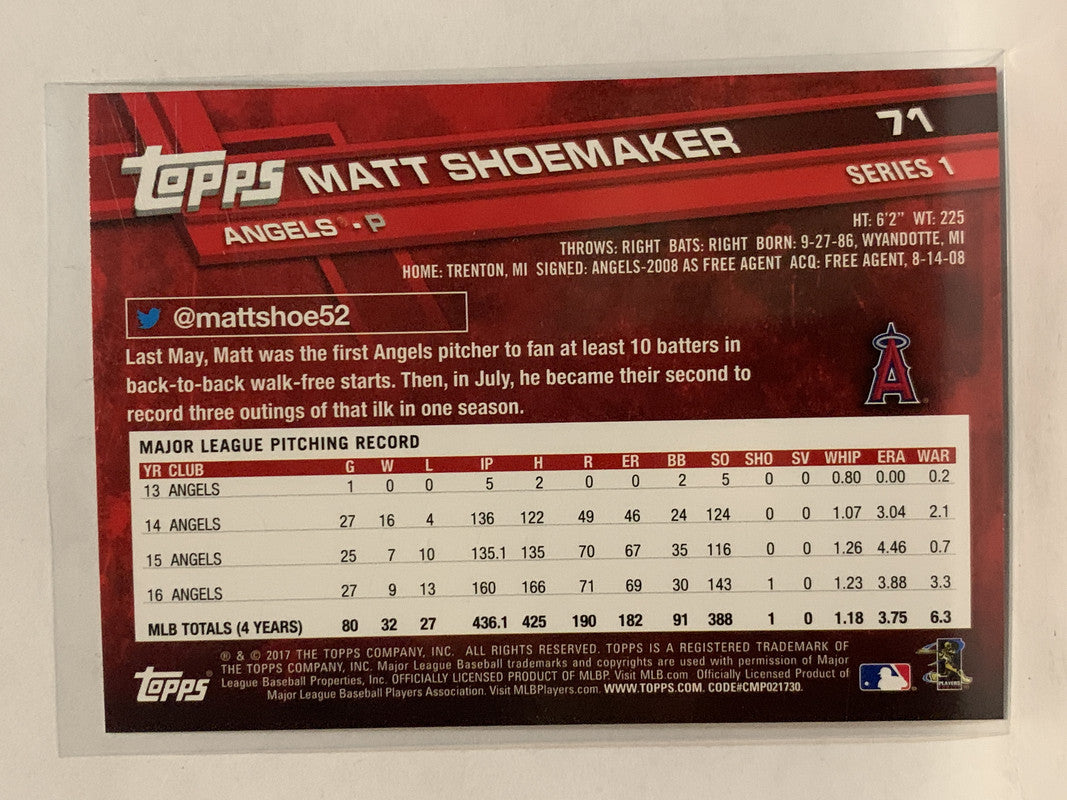 71
TOPPS MATT SHOEMAKER
SERIES 1
ANGELS® • P
HT: 6'2" WT: 225
THROWS: RIGHT BATS: RIGHT BORN: 9-27-86, WYANDOTTE, MI
HOME: TRENTON, MI SIGNED: ANGELS-2008 AS FREE AGENT ACQ: FREE AGENT, 8-14-08
@mattshoe52
Last May, Matt was the first Angels pitcher to fan at least 10 batters in
back-to-back walk-free starts. Then, in July, he became their second to
record three outings of that ilk in one season.
A
MAJOR LEAGUE PITCHING RECORD
YR CLUB G W L IP H R ER BB SO SHO SV WHIP ERA WAR
13 ANGELS 1 0 0 5 2 0 0 2 5 0 0 0.80 0.00 0.2
14 ANGELS 27 16 4 136 122 49 46 24 124 0 0 1.07 3.04 2.1
15 ANGELS 25 7 10 135.1 135 70 67 35 116 0 0 1.26 4.46 0.7
16 ANGELS 27 9 13 160 166 71 69 30 143 1 0 1.23 3.88 3.3
MLB TOTALS (4 YEARS) 80 32 27 436.1 425 190 182 91 388 1 0 1.18 3.75 6.3
® & © 2017 THE TOPPS COMPANY, INC. ALL RIGHTS RESERVED. TOPPS IS A REGISTERED TRADEMARK OF
THE TOPPS COMPANY, INC. Major League Baseball trademarks and copyrights are used with permission of Major
League Baseball Properties, Inc. OFFICIALLY LICENSED PRODUCT OF MLBP. Visit MLB.com Officially Licensed Product of
Major League Baseball Players Association. Visit MLBPlayers.com. WWW.TOPPS.COM. CODE#CMP021730.
TOPPS®
PLAYERS